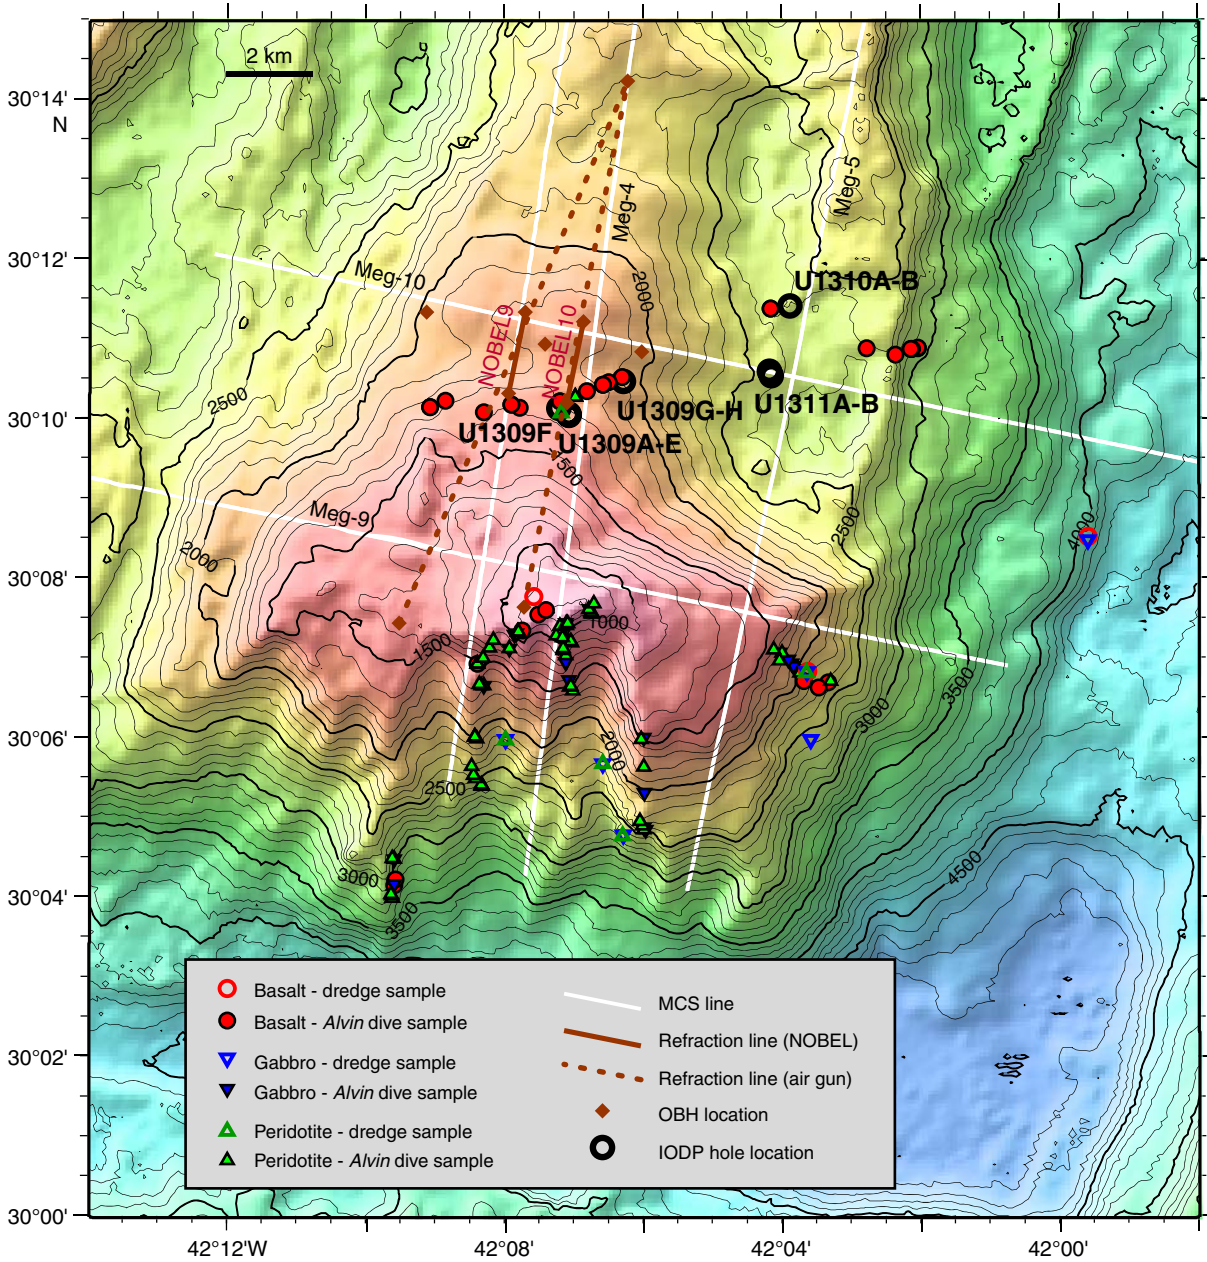 2 km
30°14'
N
Meg-5
Meg-4
30°12'
Meg-10
2000
U1310A-B
NOBEL9
NOBEL10
2500
30°10'
U1309G-H
U1311A-B
U1309F
U1309A-E
1500
Meg-9
2500
4000
2000
30°08'
1000
1500
3500
3000
30°06'
2000
2500
4500
3000
30°04'
3500
Basalt - dredge sample
Basalt - Alvin dive sample
Gabbro - dredge sample
Gabbro - Alvin dive sample
Peridotite - dredge sample
Peridotite - Alvin dive sample
MCS line
Refraction line (NOBEL)
Refraction line (air gun)
OBH location
IODP hole location
30°02'
30°00'
42°12'W
42°08'
42°04'
42°00'